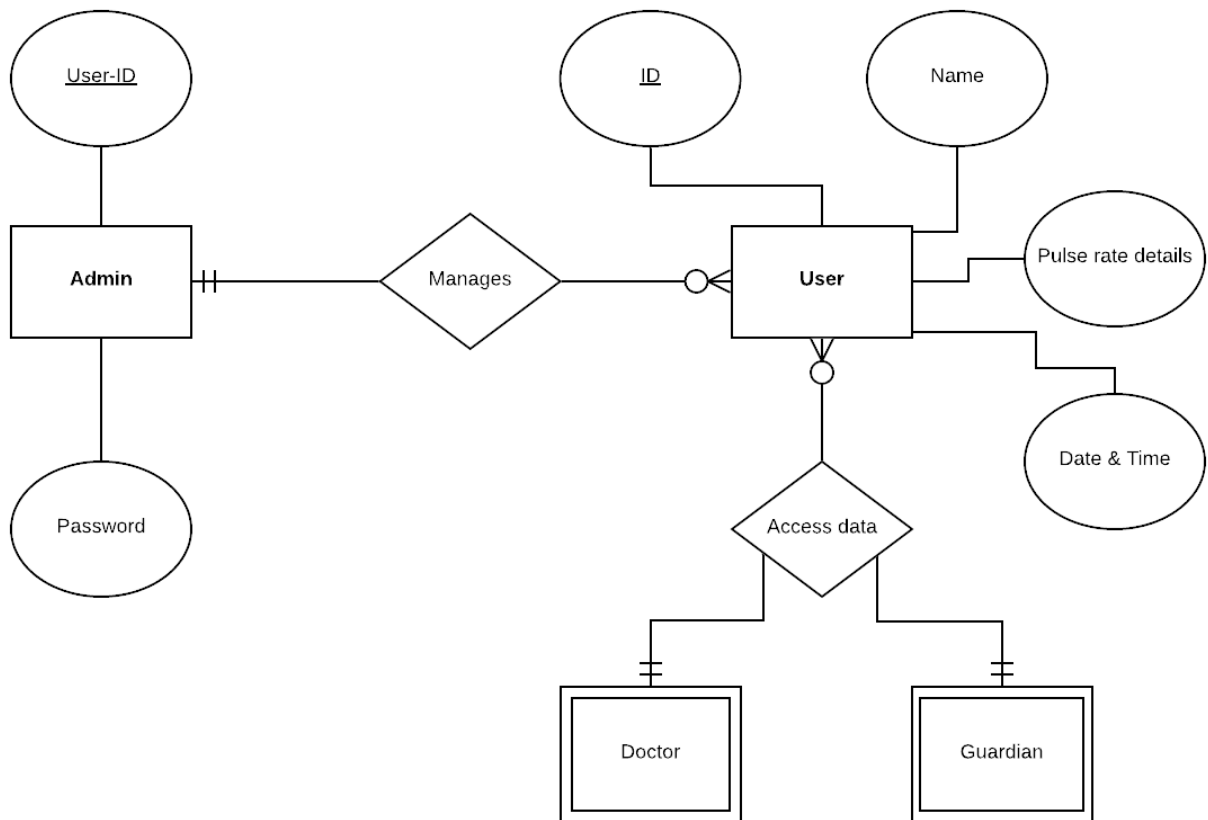 User-ID
ID
Name
Pulse rate details
Admin
Manages
User
Date & Time
Password
Access data
Doctor
Guardian